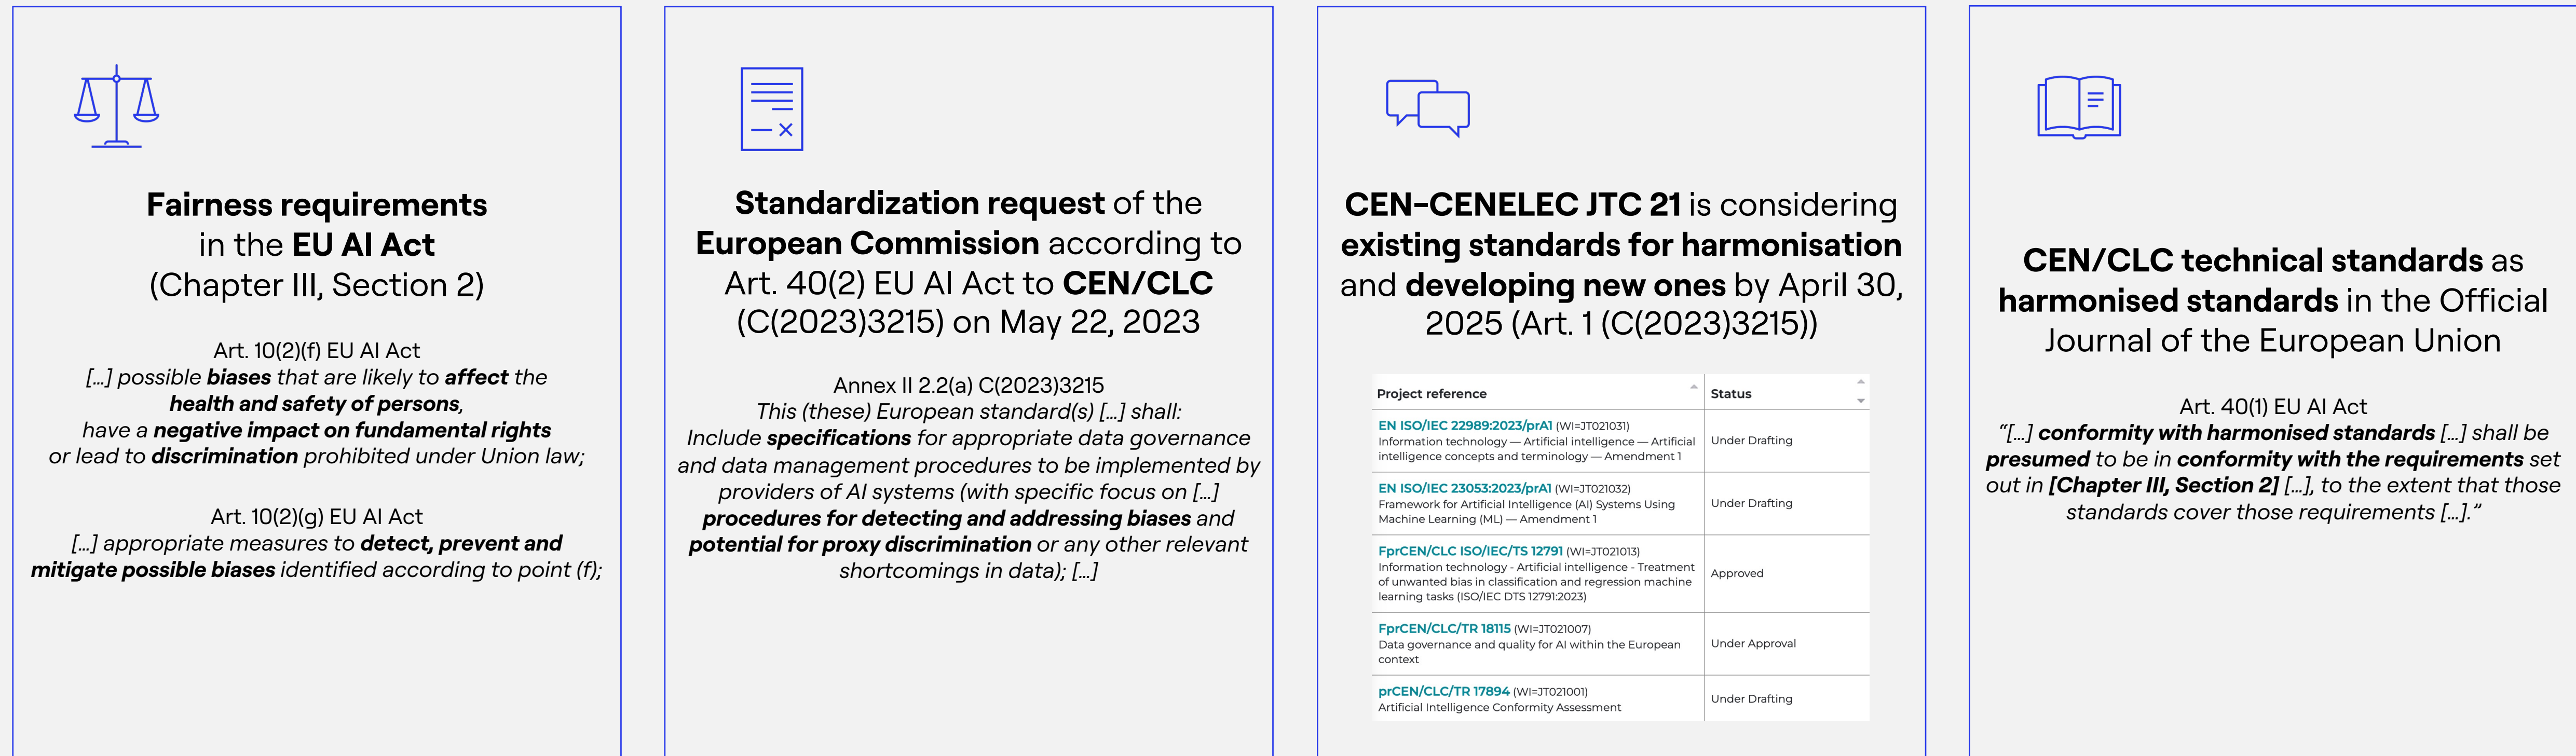 Fairness requirements
in the EU AI Act
(Chapter III, Section 2)
Art. 10(2)(f) EU AI Act
[...] possible biases that are likely to affect the
health and safety of persons,
have a negative impact on fundamental rights
or lead to discrimination prohibited under Union law;
Art. 10(2)(g) EU AI Act
[...] appropriate measures to detect, prevent and
mitigate possible biases identified according to point (f);
Standardization request of the
European Commission according to
Art. 40(2) EU AI Act to CEN/CLC
(C(2023)3215) on May 22, 2023
Annex II 2.2(a) C(2023)3215
This (these) European standard(s) [...] shall:
Include specifications for appropriate data governance
and data management procedures to be implemented by
providers of AI systems (with specific focus on [...]
procedures for detecting and addressing biases and
potential for proxy discrimination or any other relevant
shortcomings in data); [...]
CEN-CENELEC JTC 21 is considering
existing standards for harmonisation
and developing new ones by April 30,
2025 (Art. 1 (C(2023)3215))
Project reference Status
EN ISO/IEC 22989:2023/prA1 (WI=JT021031)
Information technology — Artificial intelligence — Artificial
intelligence concepts and terminology — Amendment 1
Under Drafting
EN ISO/IEC 23053:2023/prA1 (WI=JT021032)
Framework for Artificial Intelligence (AI) Systems Using
Machine Learning (ML) — Amendment 1
Under Drafting
FprCEN/CLC ISO/IEC/TS 12791 (WI=JT021013)
Information technology - Artificial intelligence - Treatment
of unwanted bias in classification and regression machine
learning tasks (ISO/IEC DTS 12791:2023)
Approved
FprCEN/CLC/TR 18115 (WI=JT021007)
Data governance and quality for AI within the European
context
Under Approval
prCEN/CLC/TR 17894 (WI=JT021001)
Artificial Intelligence Conformity Assessment
Under Drafting
CEN/CLC technical standards as
harmonised standards in the Official
Journal of the European Union
Art. 40(1) EU AI Act
“[...] conformity with harmonised standards [...] shall be
presumed to be in conformity with the requirements set
out in [Chapter III, Section 2] [...], to the extent that those
standards cover those requirements [...].”